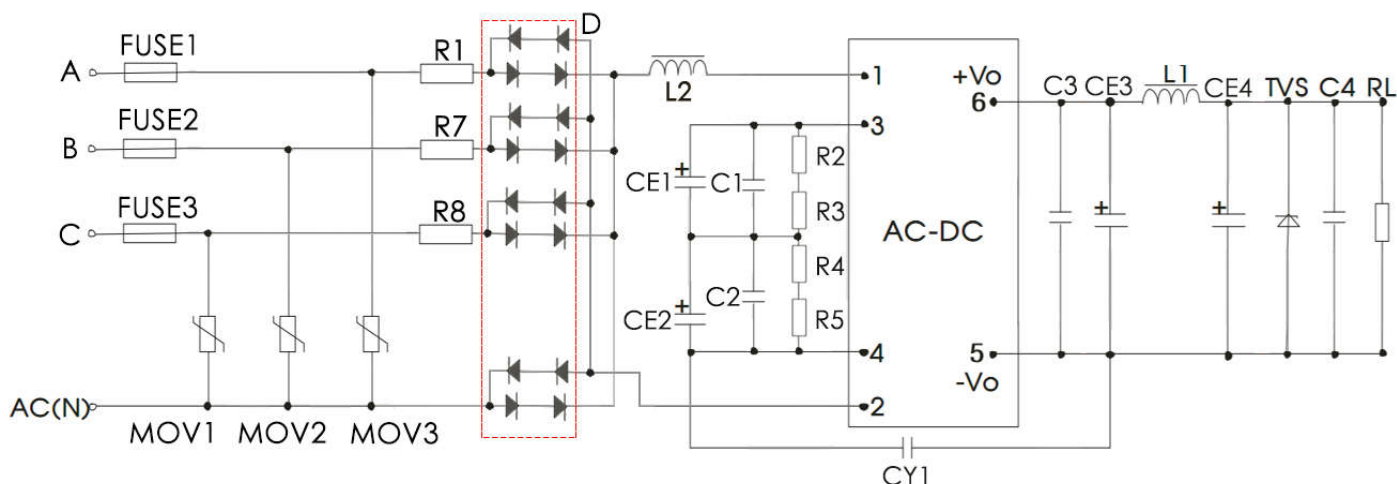 D
FUSE1
R1
A
L2
1
+Vo
6
C3
CE3
L1
CE4
TVS
C4
RL
FUSE2
R7
B
3
R2
+
CE1
C1
R3
FUSE3
R8
C
AC-DC
+
+
R4
C2
+
CE2
R5
4
5
-Vo
AC(N)
2
MOV1
MOV2
MOV3
CY1